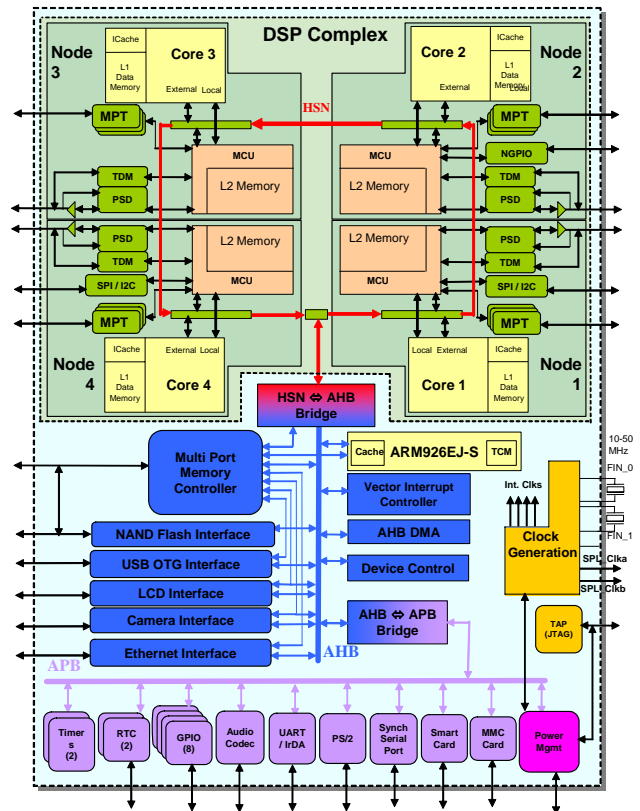 DSP Complex
Node
3
ICache
L1
Data
Memory
Core 3
External
Local
Core 2
ICache
L1
Data
Memory
External
Local
Node
2
HSN
MPT
MCU
L2 Memory
TDM
PSD
MCU
L2 Memory
MPT
NGPIO
TDM
PSD
PSD
TDM
SPI / I2C
MPT
L2 Memory
MCU
L2 Memory
MCU
PSD
TDM
SPI / I2C
MPT
Node
4
ICache
L1
Data
Memory
External
Local
Core 4
Local
External
Core 1
ICache
L1
Data
Memory
Node
1
HSN ⇔ AHB
Bridge
Multi Port
Memory
Controller
Cache
ARM926EJ-S
TCM
Vector Interrupt
Controller
AHB DMA
Device Control
AHB ⇔ APB
Bridge
NAND Flash Interface
USB OTG Interface
LCD Interface
Camera Interface
Ethernet Interface
AHB
APB
10-50
MHz
FIN_0
Int. Clks
FIN_1
Clock
Generation
SPL_Clka
SPL_Clkb
TAP
(JTAG)
Timer
s
(2)
RTC
(2)
GPIO
(8)
Audio
Codec
UART
/ IrDA
PS/2
Synch
Serial
Port
Smart
Card
MMC
Card
Power
Mgmt